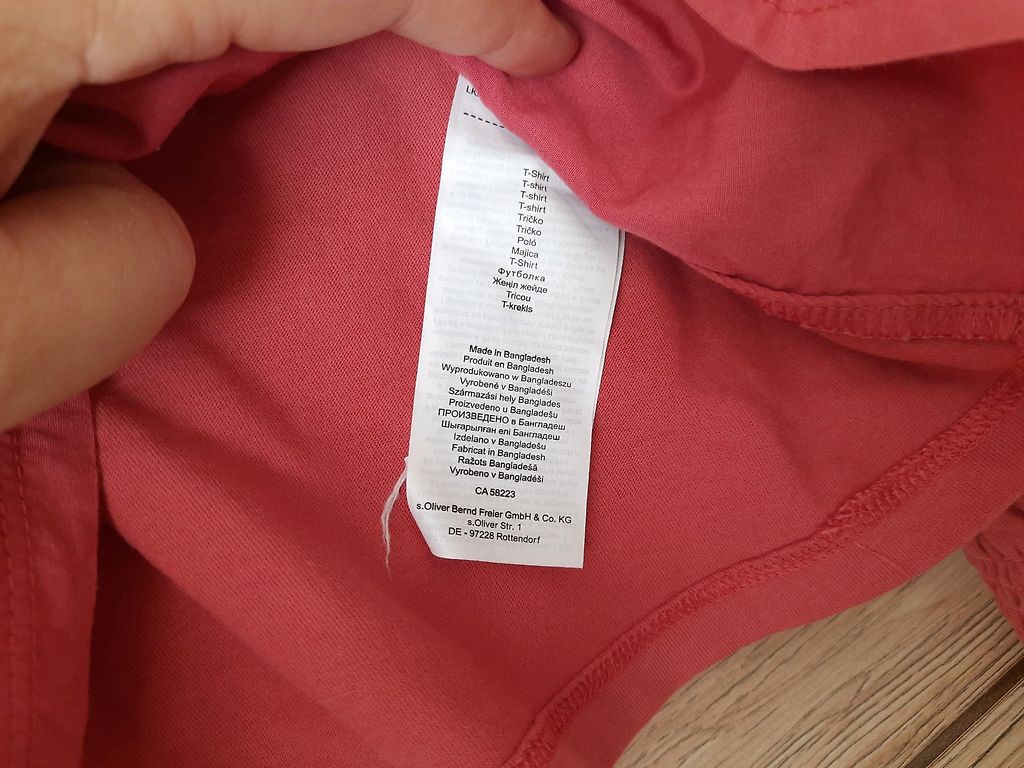 T-Shirt
T-shirt
T-shirt
T-shirt
Tričko
Tričko
Poló
Majica
T-Shirt
Футболка
Жеңіл жейде
Tricou
T-krekls
Made in Bangladesh
Produit en Bangladesh
Wyprodukowano w Bangladeszu
Vyrobené v Bangladéši
Származási hely Banglades
Proizvedeno u Bangladešu
ПРОИЗВЕДЕНО в Бангладеш
Шығарылған елі Бангладеш
Izdelano v Bangladešu
Fabricat in Bangladesh
Ražots Bangladešā
Vyrobeno v Bangladéši
CA 58223
s.Oliver Bernd Freier GmbH & Co. KG
s.Oliver Str. 1
DE - 97228 Rottendorf